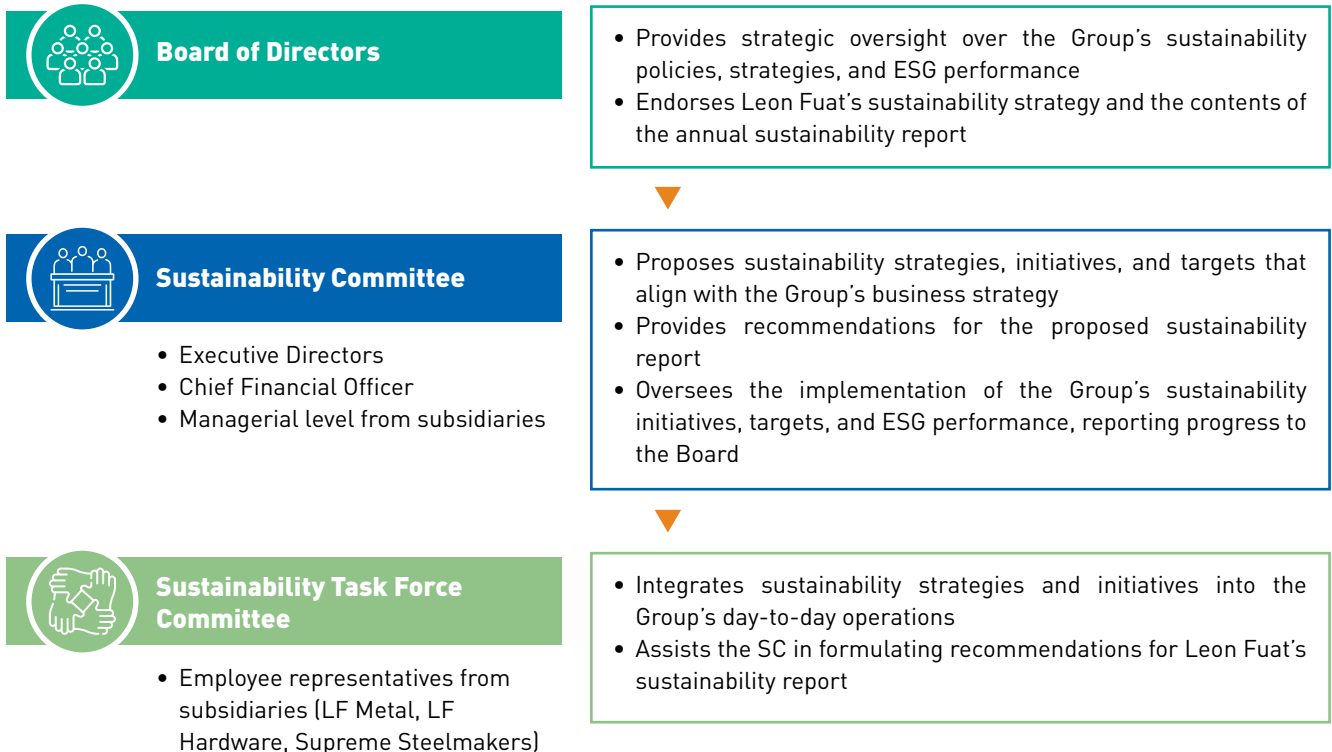 Board of Directors
• Provides strategic oversight over the Group’s sustainability
policies, strategies, and ESG performance
• Endorses Leon Fuat’s sustainability strategy and the contents of
the annual sustainability report
Sustainability Committee
• Executive Directors
• Chief Financial Officer
• Managerial level from subsidiaries
• Proposes sustainability strategies, initiatives, and targets that
align with the Group’s business strategy
• Provides recommendations for the proposed sustainability
report
• Oversees the implementation of the Group’s sustainability
initiatives, targets, and ESG performance, reporting progress to
the Board
Sustainability Task Force
Committee
• Employee representatives from
subsidiaries (LF Metal, LF
Hardware, Supreme Steelmakers)
• Integrates sustainability strategies and initiatives into the
Group’s day-to-day operations
• Assists the SC in formulating recommendations for Leon Fuat’s
sustainability report